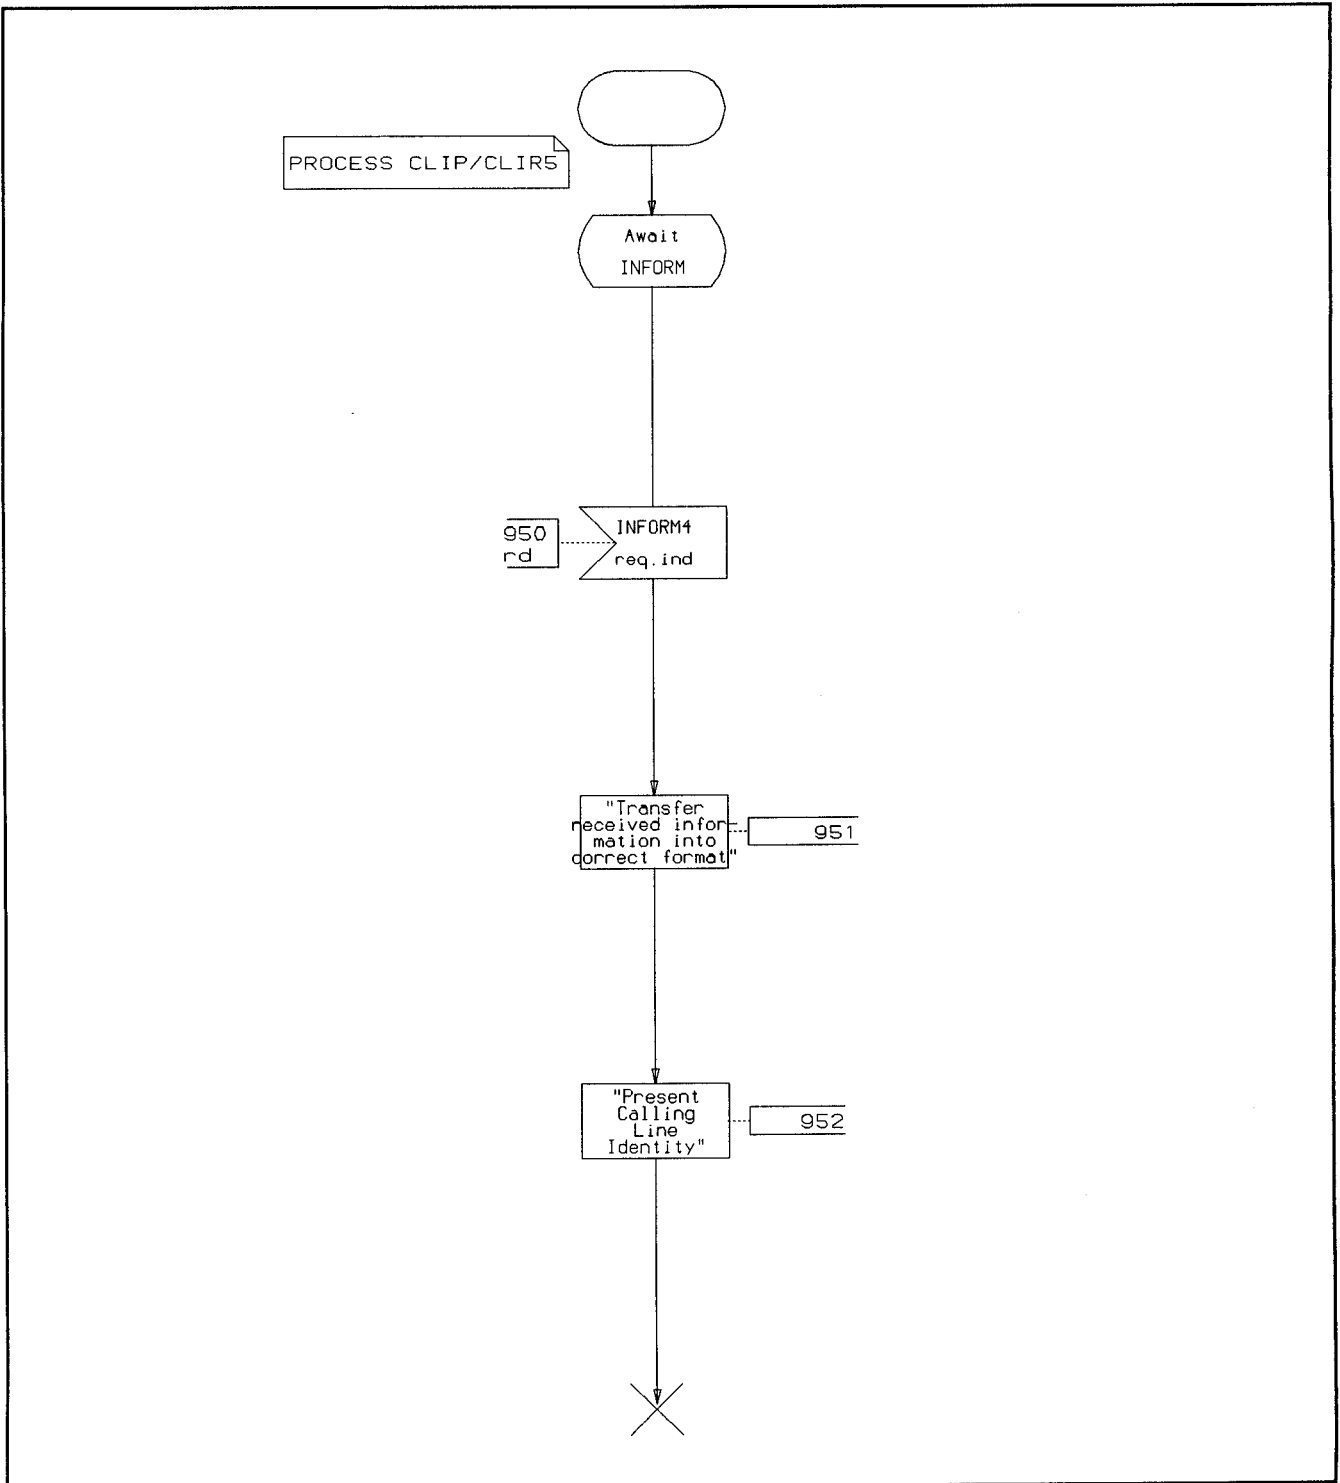 PROCESS CLIP/CLIR5
Await
INFORM
950
rd
INFORM4
req.ind
"Transfer
received infor-
mation into
correct format"
951
"Present
Calling
Line
Identity"
952